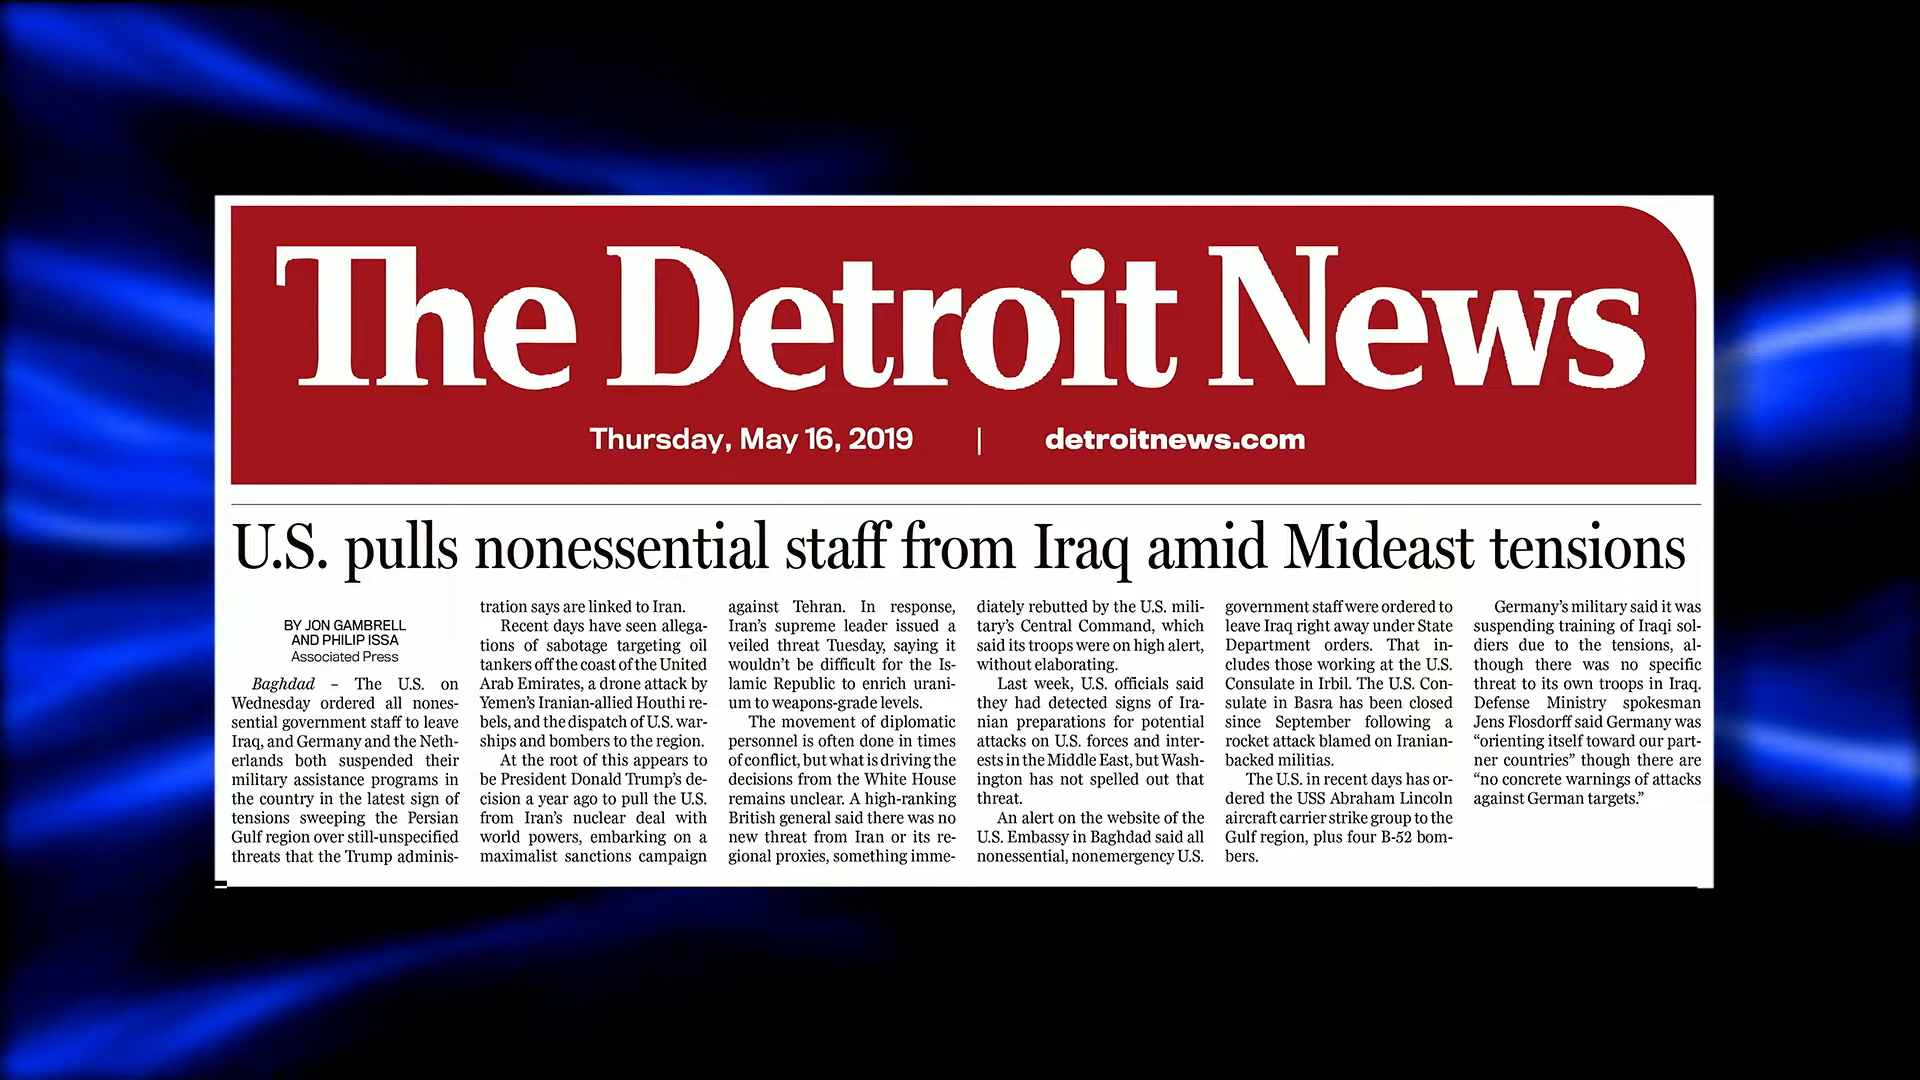 The Detroit News
Thursday, May 16, 2019 | detroitnews.com
U.S. pulls nonessential staff from Iraq amid Mideast tensions
BY JON GAMBRELL
AND PHILIP ISSA
Associated Press
Baghdad – The U.S. on
Wednesday ordered all nones-
sential government staff to leave
Iraq, and Germany and the Neth-
erlands both suspended their
military assistance programs in
the country in the latest sign of
tensions sweeping the Persian
Gulf region over still-unspecified
threats that the Trump adminis-
tration says are linked to Iran.
Recent days have seen allega-
tions of sabotage targeting oil
tankers off the coast of the United
Arab Emirates, a drone attack by
Yemen's Iranian-allied Houthi re-
bels, and the dispatch of U.S. war-
ships and bombers to the region.
At the root of this appears to
be President Donald Trump's de-
cision a year ago to pull the U.S.
from Iran's nuclear deal with
world powers, embarking on a
maximalist sanctions campaign
against Tehran. In response,
Iran's supreme leader issued a
veiled threat Tuesday, saying it
wouldn't be difficult for the Is-
lamic Republic to enrich urani-
um to weapons-grade levels.
The movement of diplomatic
personnel is often done in times
of conflict, but what is driving the
decisions from the White House
remains unclear. A high-ranking
British general said there was no
new threat from Iran or its re-
gional proxies, something imme-
diately rebutted by the U.S. mili-
tary's Central Command, which
said its troops were on high alert,
without elaborating.
Last week, U.S. officials said
they had detected signs of Ira-
nian preparations for potential
attacks on U.S. forces and inter-
ests in the Middle East, but Wash-
ington has not spelled out that
threat.
An alert on the website of the
U.S. Embassy in Baghdad said all
nonessential, nonemergency U.S.
government staff were ordered to
leave Iraq right away under State
Department orders. That in-
cludes those working at the U.S.
Consulate in Irbil. The U.S. Con-
sulate in Basra has been closed
since September following a
rocket attack blamed on Iranian-
backed militias.
The U.S. in recent days has or-
dered the USS Abraham Lincoln
aircraft carrier strike group to the
Gulf region, plus four B-52 bom-
bers.
Germany's military said it was
suspending training of Iraqi sol-
diers due to the tensions, al-
though there was no specific
threat to its own troops in Iraq.
Defense Ministry spokesman
Jens Flosdorff said Germany was
“orienting itself toward our part-
ner countries” though there are
“no concrete warnings of attacks
against German targets.”